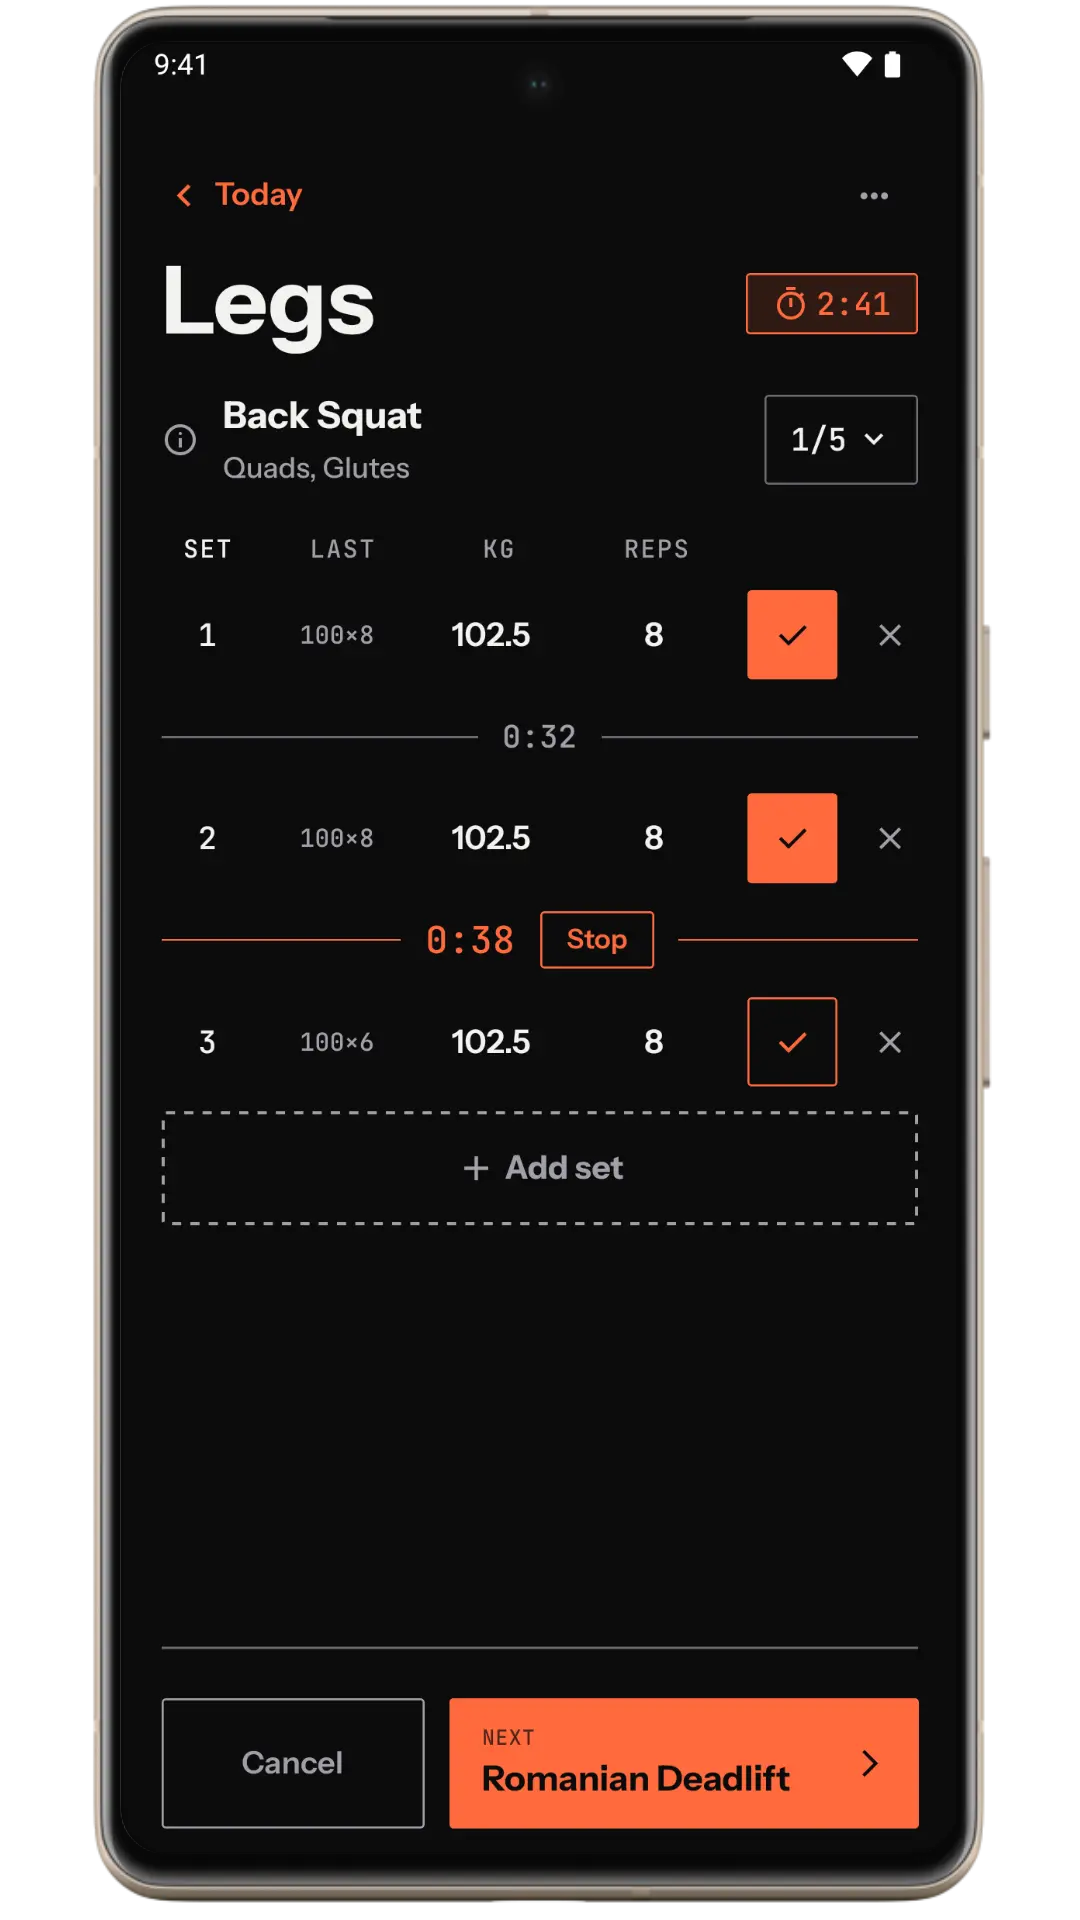 9:41
Today
Legs
2:41
Back Squat
Quads, Glutes
1/5
SET LAST KG REPS
1 100×8 102.5 8
0:32
2 100×8 102.5 8
0:38 Stop
3 100×6 102.5 8
+ Add set
Cancel
NEXT
Romanian Deadlift